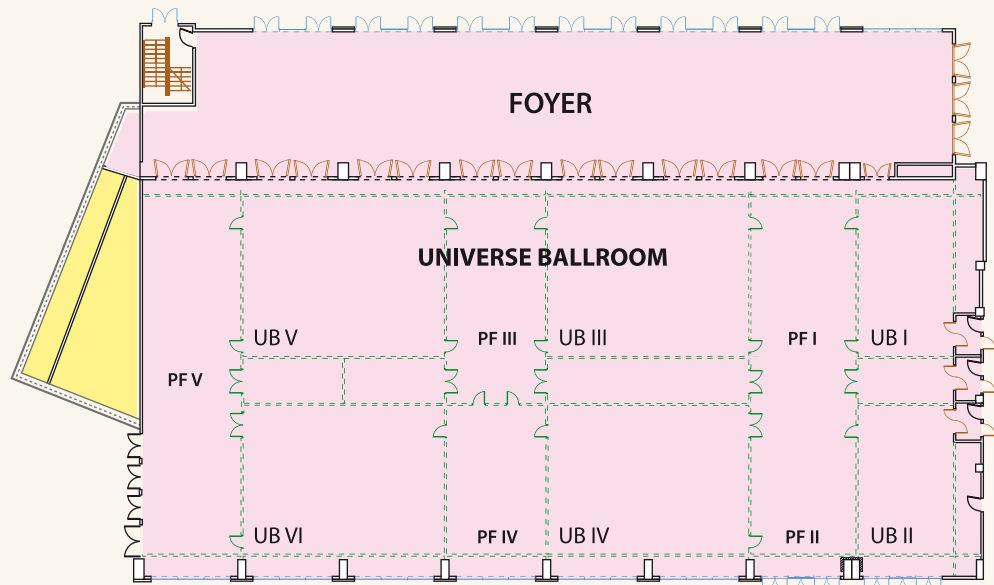 FOYER
UNIVERSE BALLROOM
UB V
PF III
UB III
PF I
UB I
PF V
UB VI
PF IV
UB IV
PF II
UB II